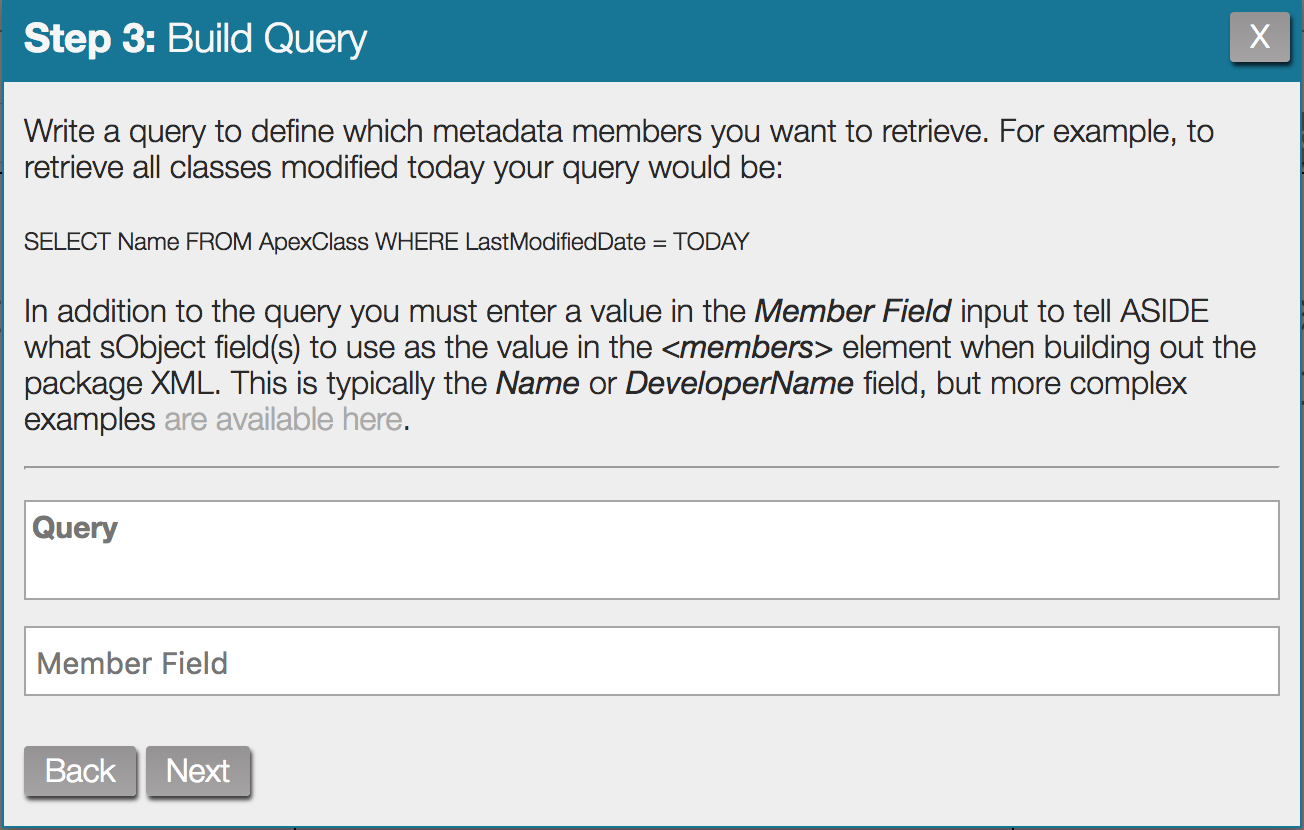 Step 3: Build Query
X
Write a query to define which metadata members you want to retrieve. For example, to
retrieve all classes modified today your query would be:
SELECT Name FROM ApexClass WHERE LastModifiedDate = TODAY
In addition to the query you must enter a value in the Member Field input to tell ASIDE
what sObject field(s) to use as the value in the <members> element when building out the
package XML. This is typically the Name or DeveloperName field, but more complex
examples are available here.
Query
Member Field
Back Next